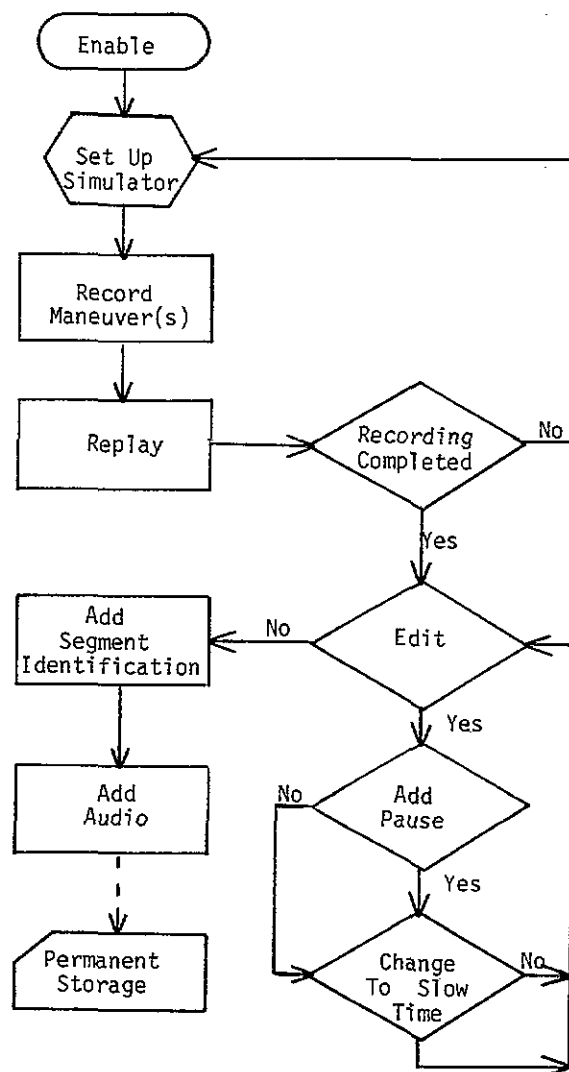 Enable
Set Up
Simulator
Record
Maneuver(s)
Replay
Recording
Completed
No
Yes
Edit
No
Add
Segment
Identification
Yes
Add
Audio
Add
Pause
No
Yes
Permanent
Storage
Change
To Slow
Time
No